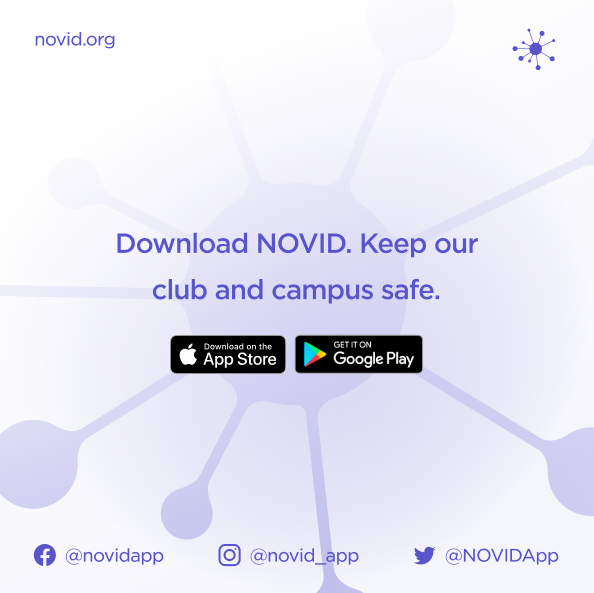 novid.org
Download NOVID. Keep our
club and campus safe.
Download on the
App Store
GET IT ON
Google Play
@novidapp
@novid_app
@NOVIDApp